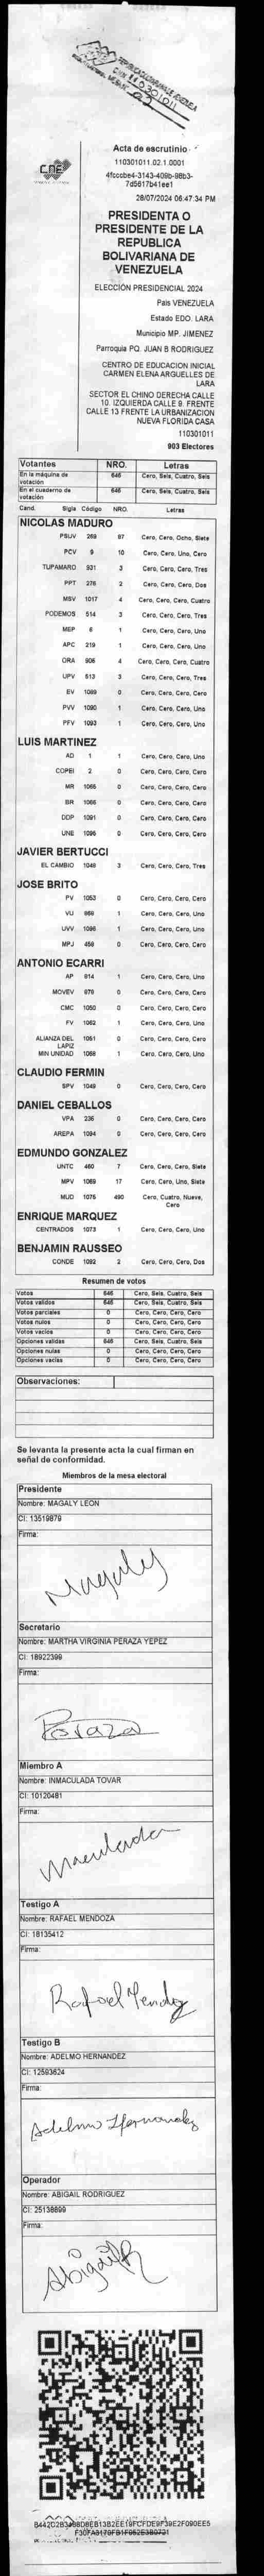 CNE
Acta de escrutinio
110301011.02.1.0001
4fcccbe4-3143-409b-98b3-
7d5617b41ee1
28/07/2024 06:47:34 PM
PRESIDENTA O
PRESIDENTE DE LA
REPUBLICA
BOLIVARIANA DE
VENEZUELA
ELECCIÓN PRESIDENCIAL 2024
País VENEZUELA
Estado EDO. LARA
Municipio MP. JIMENEZ
Parroquia PQ. JUAN B RODRIGUEZ
CENTRO DE EDUCACION INICIAL
CARMEN ELENA ARGUELLES DE
LARA
SECTOR EL CHINO DERECHA CALLE
10. IZQUIERDA CALLE 9. FRENTE
CALLE 13 FRENTE LA URBANIZACION
NUEVA FLORIDA CASA
110301011
903 Electores
Votantes NRO. Letras
En la máquina de votación 646 Cero, Seis, Cuatro, Seis
En el cuaderno de votación 646 Cero, Seis, Cuatro, Seis
Cand. Sigla Código NRO. Letras
NICOLAS MADURO
PSUV 269 87 Cero, Cero, Ocho, Siete
PCV 9 10 Cero, Cero, Uno, Cero
TUPAMARO 531 3 Cero, Cero, Cero, Tres
PPT 276 2 Cero, Cero, Cero, Dos
MSV 1017 4 Cero, Cero, Cero, Cuatro
PODEMOS 514 3 Cero, Cero, Cero, Tres
MEP 6 1 Cero, Cero, Cero, Uno
APC 219 1 Cero, Cero, Cero, Uno
ORA 906 4 Cero, Cero, Cero, Cuatro
UPV 513 3 Cero, Cero, Cero, Tres
EV 1089 0 Cero, Cero, Cero, Cero
PVV 1090 1 Cero, Cero, Cero, Uno
PFV 1093 1 Cero, Cero, Cero, Uno
LUIS MARTINEZ
AD 1 1 Cero, Cero, Cero, Uno
COPEI 2 0 Cero, Cero, Cero, Cero
MR 1065 0 Cero, Cero, Cero, Cero
BR 1066 0 Cero, Cero, Cero, Cero
DDP 1091 0 Cero, Cero, Cero, Cero
UNE 1096 0 Cero, Cero, Cero, Cero
JAVIER BERTUCCI
EL CAMBIO 1048 3 Cero, Cero, Cero, Tres
JOSE BRITO
PV 1053 0 Cero, Cero, Cero, Cero
VU 969 1 Cero, Cero, Cero, Uno
UVV 1086 1 Cero, Cero, Cero, Uno
MPJ 459 0 Cero, Cero, Cero, Cero
ANTONIO ECARRI
AP 914 1 Cero, Cero, Cero, Uno
MOVEV 979 0 Cero, Cero, Cero, Cero
CMC 1050 0 Cero, Cero, Cero, Cero
FV 1062 1 Cero, Cero, Cero, Uno
ALIANZA DEL LAPIZ 1051 0 Cero, Cero, Cero, Cero
MIN UNIDAD 1068 1 Cero, Cero, Cero, Uno
CLAUDIO FERMIN
SPV 1049 0 Cero, Cero, Cero, Cero
DANIEL CEBALLOS
VPA 236 0 Cero, Cero, Cero, Cero
AREPA 1094 0 Cero, Cero, Cero, Cero
EDMUNDO GONZALEZ
UNTC 460 7 Cero, Cero, Cero, Siete
MPV 1069 17 Cero, Cero, Uno, Siete
MUD 1075 490 Cero, Cuatro, Nueve,
Cero
ENRIQUE MARQUEZ
CENTRADOS 1073 1 Cero, Cero, Cero, Uno
BENJAMIN RAUSSEO
CONDE 1092 2 Cero, Cero, Cero, Dos
Resumen de votos
Votos 646 Cero, Seis, Cuatro, Seis
Votos validos 646 Cero, Seis, Cuatro, Seis
Votos parciales 0 Cero, Cero, Cero, Cero
Votos nulos 0 Cero, Cero, Cero, Cero
Votos vacios 0 Cero, Cero, Cero, Cero
Opciones validas 646 Cero, Seis, Cuatro, Seis
Opciones nulas 0 Cero, Cero, Cero, Cero
Opciones vacias 0 Cero, Cero, Cero, Cero
Observaciones:
Se levanta la presente acta la cual firman en
señal de conformidad.
Miembros de la mesa electoral
Presidente
Nombre: MAGALY LEON
CI: 13519879
Firma:
Magaly
Secretario
Nombre: MARTHA VIRGINIA PERAZA YEPEZ
CI: 18922399
Firma:
Peraza
Miembro A
Nombre: INMACULADA TOVAR
CI: 10120481
Firma:
Testigo A
Nombre: RAFAEL MENDOZA
CI: 18135412
Firma:
Rafael Mendoz
Testigo B
Nombre: ADELMO HERNANDEZ
CI: 12593624
Firma:
Adelmo Hernandez
Operador
Nombre: ABIGAIL RODRIGUEZ
CI: 25138899
Firma:
Abigail R